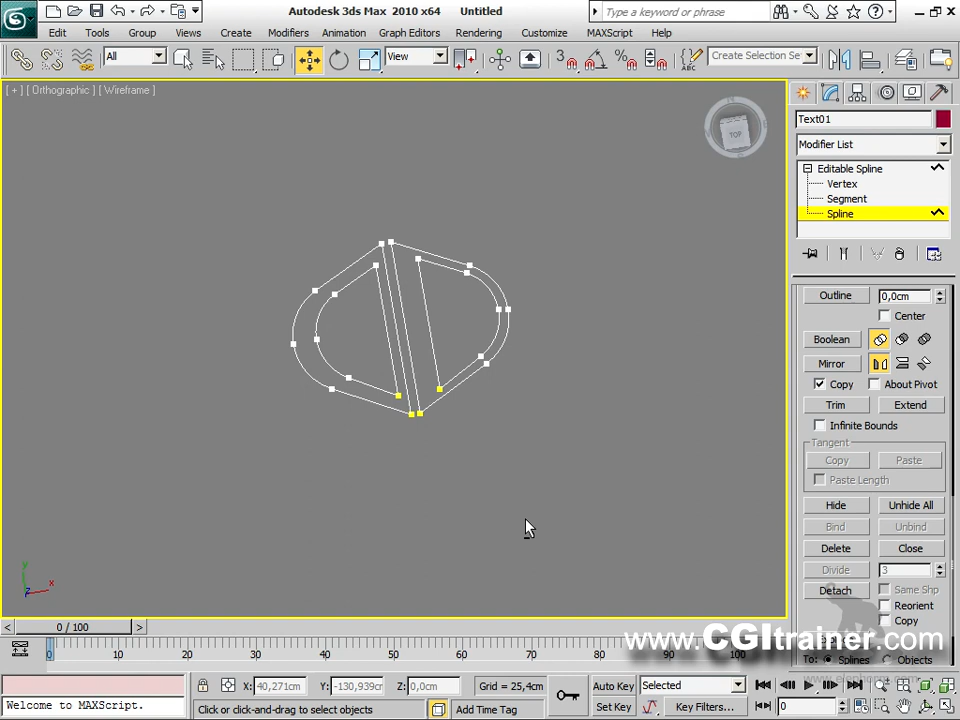 Autodesk 3ds Max 2010 x64 Untitled
Type a keyword or phrase
Edit Tools Group Views Create Modifiers Animation Graph Editors Rendering Customize MAXScript Help
All View 3 Create Selection Se
[ + ] [ Orthographic ] [ Wireframe ]
TOP
Text01
Modifier List
Editable Spline
Vertex
Segment
Spline
Outline 0,0cm
Center
Boolean
Mirror
Copy About Pivot
Trim Extend
Infinite Bounds
Tangent
Copy Paste
Paste Length
Hide Unhide All
Bind Unbind
Delete Close
Divide 3
Detach Same Shp
Reorient
Copy
To: Splines Objects
y
x
z
0 / 100
0 10 20 30 40 50 60 70 80 90 100
www.CGItrainer.com
X: 40,271cm Y: -130,939cm Z: 0,0cm Grid = 25,4cm Auto Key Selected
Welcome to MAXScript. Click or click-and-drag to select objects Add Time Tag Set Key Key Filters... 0